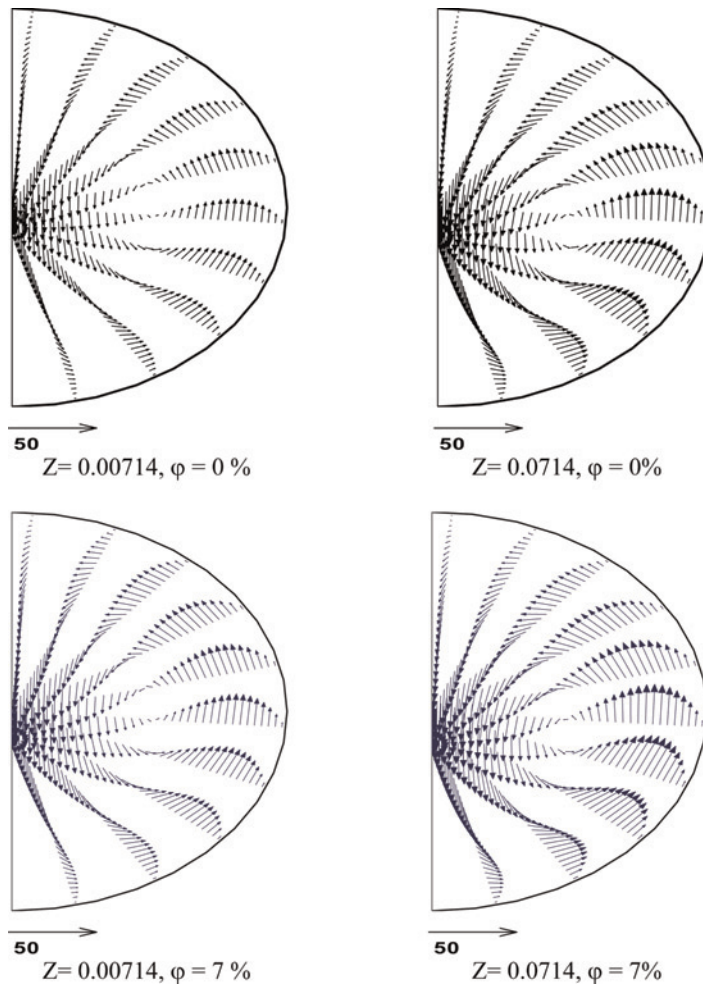 50
50
Z= 0.00714, φ = 0 %
Z= 0.0714, φ = 0%
50
50
Z= 0.00714, φ = 7 %
Z= 0.0714, φ = 7%